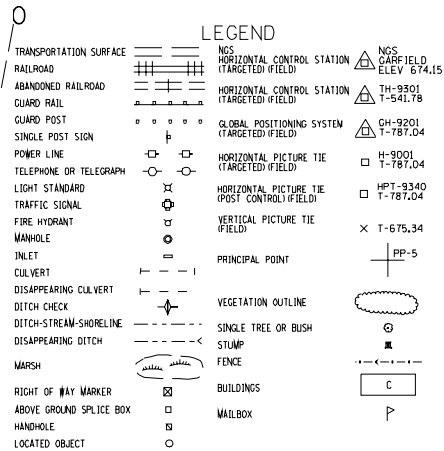 LEGEND
TRANSPORTATION SURFACE
RAILROAD
ABANDONED RAILROAD
GUARD RAIL
GUARD POST
SINGLE POST SIGN
POWER LINE
TELEPHONE OR TELEGRAPH
LIGHT STANDARD
TRAFFIC SIGNAL
FIRE HYDRANT
MANHOLE
INLET
CULVERT
DISAPPEARING CULVERT
DITCH CHECK
DITCH-STREAM-SHORELINE
DISAPPEARING DITCH
MARSH
RIGHT OF WAY MARKER
ABOVE GROUND SPLICE BOX
HANDHOLE
LOCATED OBJECT
NGS
HORIZONTAL CONTROL STATION
(TARGETED)(FIELD)
NGS
GARFIELD
ELEV 674.15
HORIZONTAL CONTROL STATION
(TARGETED)(FIELD)
TH-9301
T-541.78
GLOBAL POSITIONING SYSTEM
(TARGETED)(FIELD)
GH-9201
T-787.04
HORIZONTAL PICTURE TIE
(TARGETED)(FIELD)
H-9001
T-787.04
HORIZONTAL PICTURE TIE
(POST CONTROL)(FIELD)
HPT-9340
T-787.04
VERTICAL PICTURE TIE
(FIELD)
T-675.34
PRINCIPAL POINT
PP-5
VEGETATION OUTLINE
SINGLE TREE OR BUSH
STUMP
FENCE
BUILDINGS
C
MAILBOX